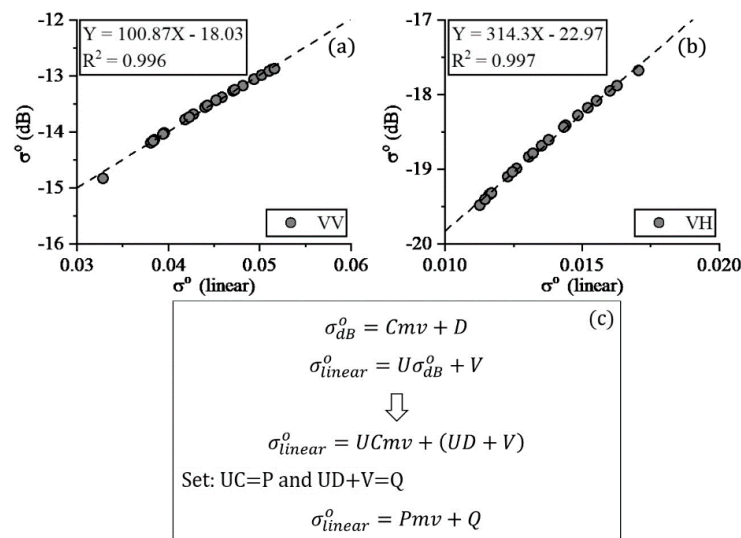 Y = 100.87X - 18.03
R² = 0.996
(a)
-12
-13
-14
-15
-16
σ° (dB)
VV
0.03 0.04 0.05 0.06
σ° (linear)
Y = 314.3X - 22.97
R² = 0.997
(b)
-17
-18
-19
-20
σ° (dB)
VH
0.010 0.015 0.020
σ° (linear)
(c)
σ°dB = Cmv + D
σ°linear = Uσ°dB + V
σ°linear = UCmv + (UD + V)
Set: UC=P and UD+V=Q
σ°linear = Pmv + Q